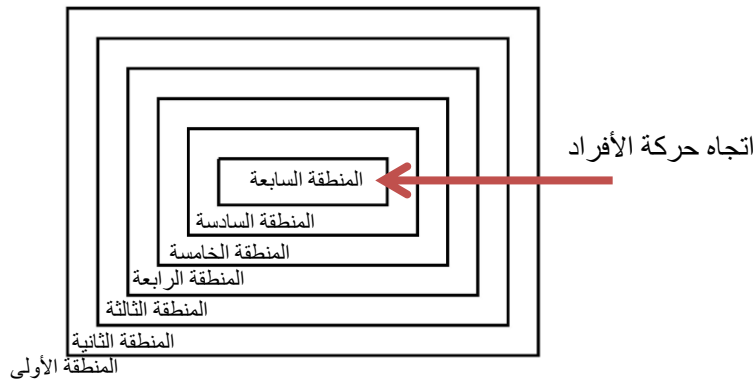 اتجاه حركة الأفراد
المنطقة السابعة
المنطقة السادسة
المنطقة الخامسة
المنطقة الرابعة
المنطقة الثالثة
المنطقة الثانية
المنطقة الأولى